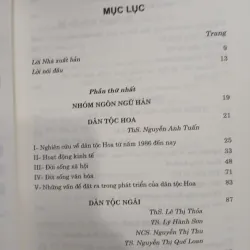 MỤC LỤC
Trang
Lời Nhà xuất bản 9
Lời nói đầu 13
Phần thứ nhất
NHÓM NGÔN NGỮ HÁN 19
DÂN TỘC HOA 21
ThS. Nguyễn Anh Tuấn
I- Nghiên cứu về dân tộc Hoa từ năm 1986 đến nay 25
II- Hoạt động kinh tế 33
III- Đời sống xã hội 48
IV- Đời sống văn hóa 59
V- Những vấn đề đặt ra trong phát triển của dân tộc Hoa 83
DÂN TỘC NGÁI 87
ThS. Lê Thị Thỏa
TS. Lý Hành Sơn
NCS. Nguyễn Thị Thu
TS. Nguyễn Thị Quế Loan